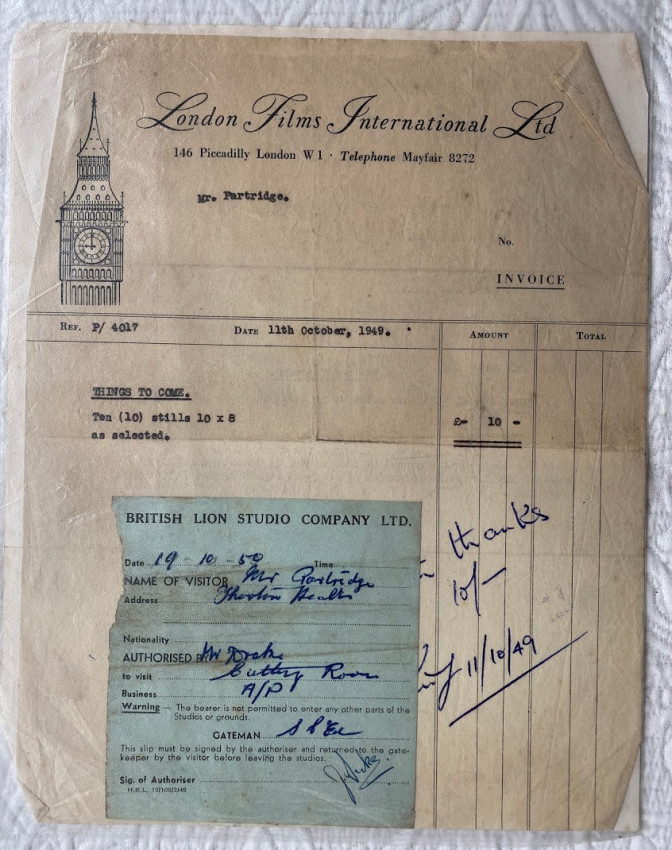 London Films International Ltd
146 Piccadilly London W 1 · Telephone Mayfair 8272
Mr. Partridge.
No.
INVOICE
REF. P/ 4017 DATE 11th October, 1949. AMOUNT TOTAL
THINGS TO COME.
Ten (10) stills 10 x 8 £- 10 -
as selected.
thanks
10/-
11/10/49
BRITISH LION STUDIO COMPANY LTD.
Date 19-10-50 Time
NAME OF VISITOR Mr Partridge
Address Thornton Heath
Nationality
AUTHORISED BY Mr Drake
to visit Cutting Room
Business A/P
Warning — The bearer is not permitted to enter any other parts of the
Studios or grounds.
GATEMAN
This slip must be signed by the authoriser and returned to the gate-
keeper by the visitor before leaving the studios.
Sig. of Authoriser